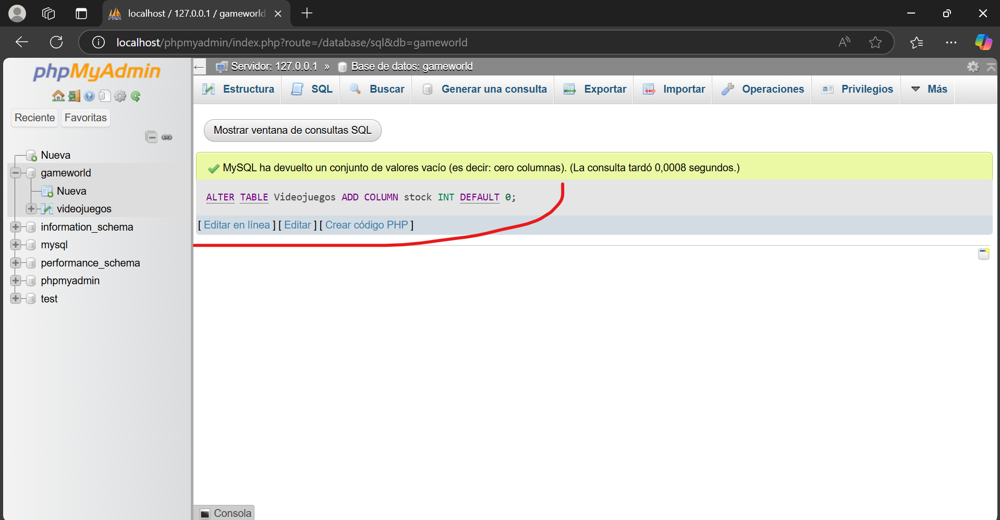 localhost / 127.0.0.1 / gameworld
localhost/phpmyadmin/index.php?route=/database/sql&db=gameworld
phpMyAdmin
Reciente Favoritas
Nueva
gameworld
Nueva
videojuegos
information_schema
mysql
performance_schema
phpmyadmin
test
Servidor: 127.0.0.1 » Base de datos: gameworld
Estructura SQL Buscar Generar una consulta Exportar Importar Operaciones Privilegios Más
Mostrar ventana de consultas SQL
MySQL ha devuelto un conjunto de valores vacío (es decir: cero columnas). (La consulta tardó 0,0008 segundos.)
ALTER TABLE Videojuegos ADD COLUMN stock INT DEFAULT 0;
[ Editar en línea ] [ Editar ] [ Crear código PHP ]
Consola